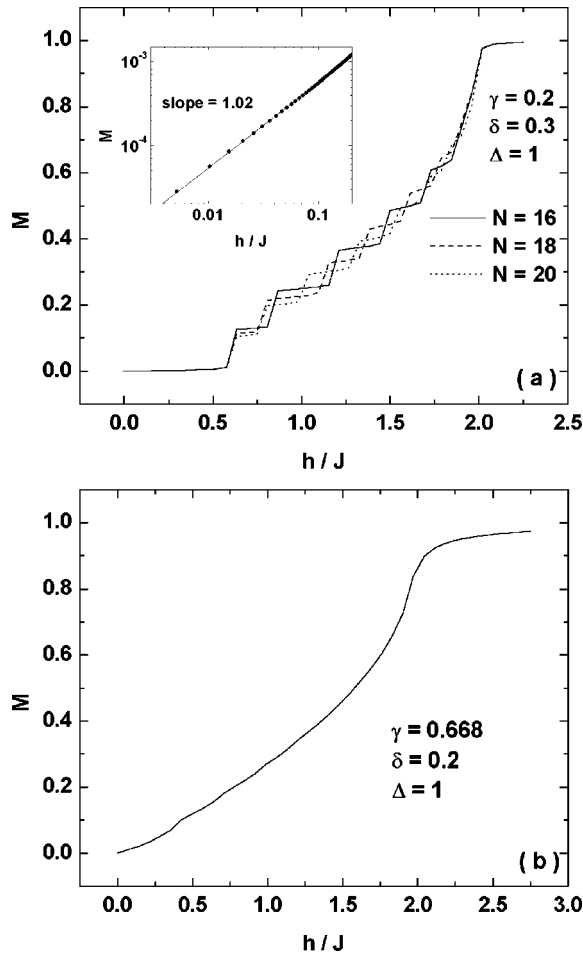 1.0
0.8
0.6
0.4
0.2
0.0
M
10⁻³
10⁻⁴
M
slope = 1.02
0.01
0.1
h / J
γ = 0.2
δ = 0.3
Δ = 1
N = 16
N = 18
N = 20
( a )
0.0 0.5 1.0 1.5 2.0 2.5
h / J
1.0
0.8
0.6
0.4
0.2
0.0
M
γ = 0.668
δ = 0.2
Δ = 1
( b )
0.0 0.5 1.0 1.5 2.0 2.5 3.0
h / J